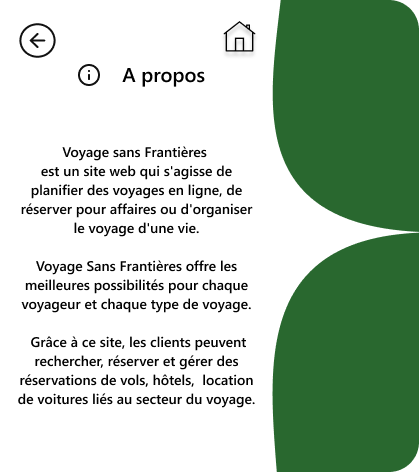 A propos
Voyage sans Frantières
est un site web qui s'agisse de
planifier des voyages en ligne, de
réserver pour affaires ou d'organiser
le voyage d'une vie.
Voyage Sans Frantières offre les
meilleures possibilités pour chaque
voyageur et chaque type de voyage.
Grâce à ce site, les clients peuvent
rechercher, réserver et gérer des
réservations de vols, hôtels,  location
de voitures liés au secteur du voyage.